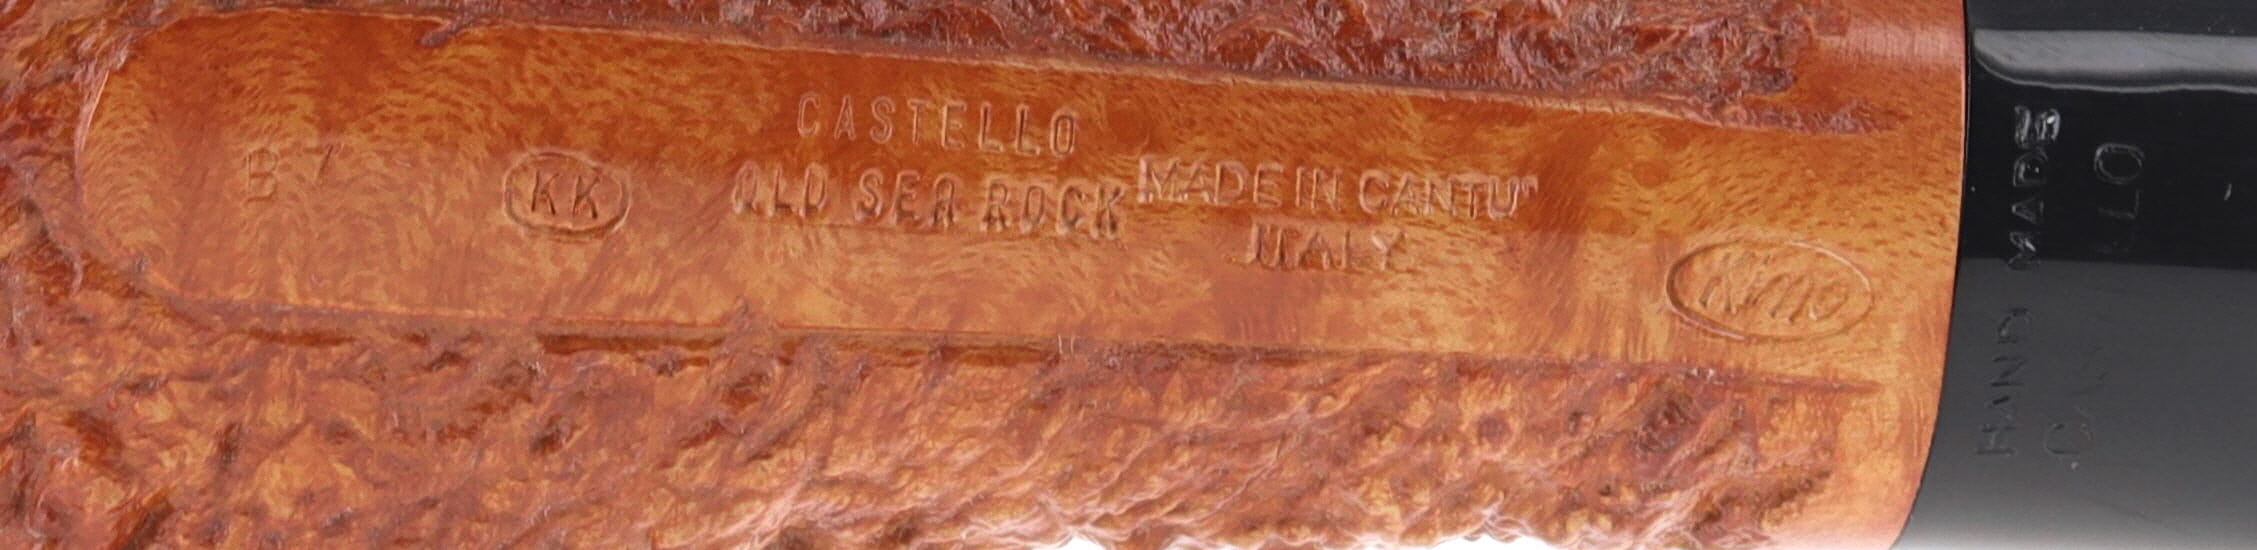 B 7
KK
CASTELLO
OLD SEA ROCK
MADE IN CANTU'
ITALY
Kino
HAND MADE